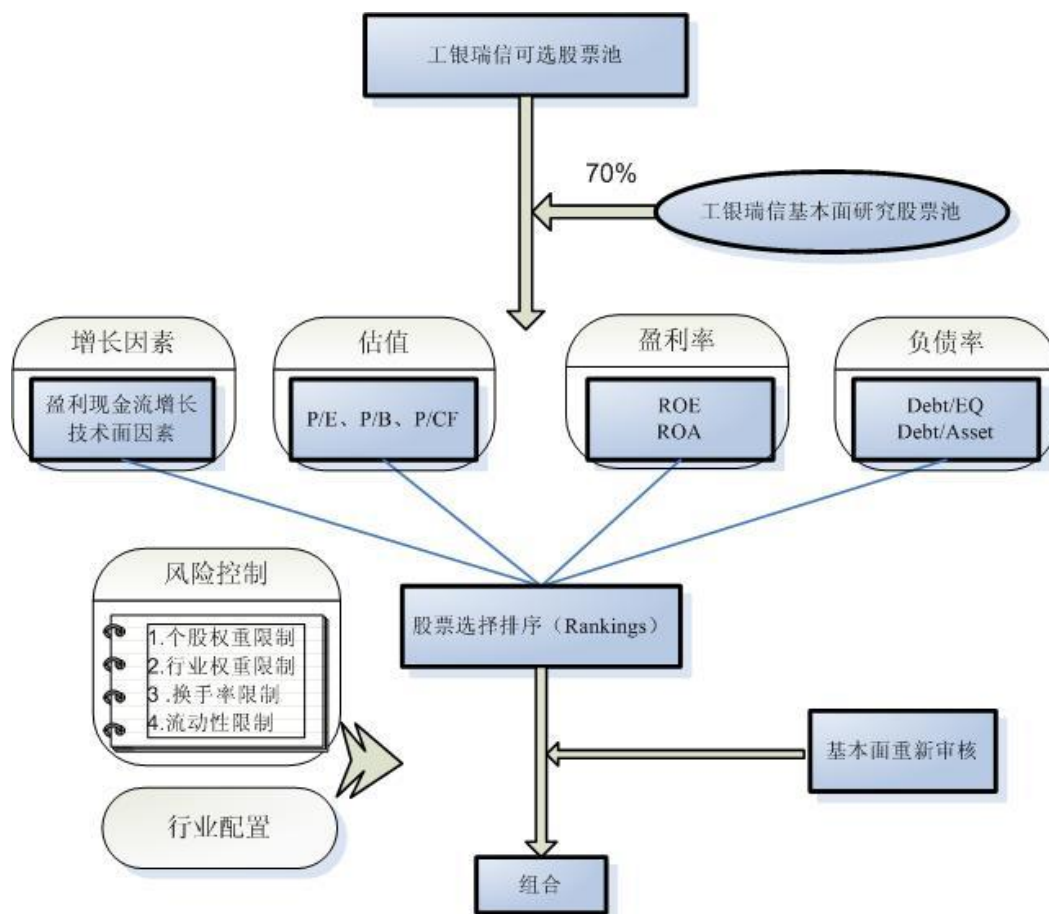 工银瑞信可选股票池
70%
工银瑞信基本面研究股票池
增长因素
盈利现金流增长
技术面因素
估值
P/E、P/B、P/CF
盈利率
ROE
ROA
负债率
Debt/EQ
Debt/Asset
风险控制
1.个股权重限制
2.行业权重限制
3 .换手率限制
4.流动性限制
股票选择排序（Rankings）
基本面重新审核
行业配置
组合